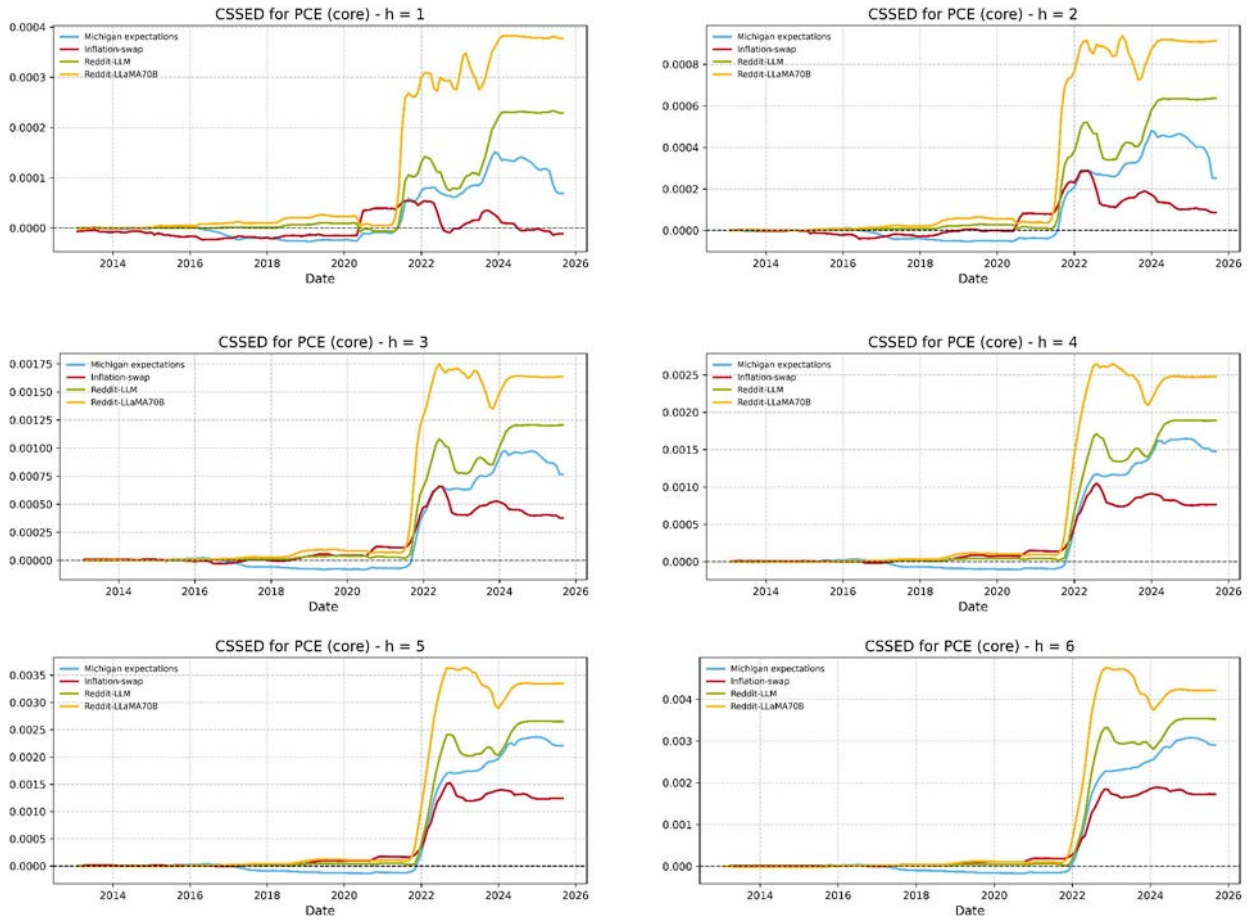 CSSED for PCE (core) - h = 1
0.0004
0.0003
0.0002
0.0001
0.0000
Michigan expectations
Inflation-swap
Reddit-LLM
Reddit-LLaMA70B
2014 2016 2018 2020 2022 2024 2026
Date
CSSED for PCE (core) - h = 2
0.0008
0.0006
0.0004
0.0002
0.0000
Michigan expectations
Inflation-swap
Reddit-LLM
Reddit-LLaMA70B
2014 2016 2018 2020 2022 2024 2026
Date
CSSED for PCE (core) - h = 3
0.00175
0.00150
0.00125
0.00100
0.00075
0.00050
0.00025
0.00000
Michigan expectations
Inflation-swap
Reddit-LLM
Reddit-LLaMA70B
2014 2016 2018 2020 2022 2024 2026
Date
CSSED for PCE (core) - h = 4
0.0025
0.0020
0.0015
0.0010
0.0005
0.0000
Michigan expectations
Inflation-swap
Reddit-LLM
Reddit-LLaMA70B
2014 2016 2018 2020 2022 2024 2026
Date
CSSED for PCE (core) - h = 5
0.0035
0.0030
0.0025
0.0020
0.0015
0.0010
0.0005
0.0000
Michigan expectations
Inflation-swap
Reddit-LLM
Reddit-LLaMA70B
2014 2016 2018 2020 2022 2024 2026
Date
CSSED for PCE (core) - h = 6
0.004
0.003
0.002
0.001
0.000
Michigan expectations
Inflation-swap
Reddit-LLM
Reddit-LLaMA70B
2014 2016 2018 2020 2022 2024 2026
Date